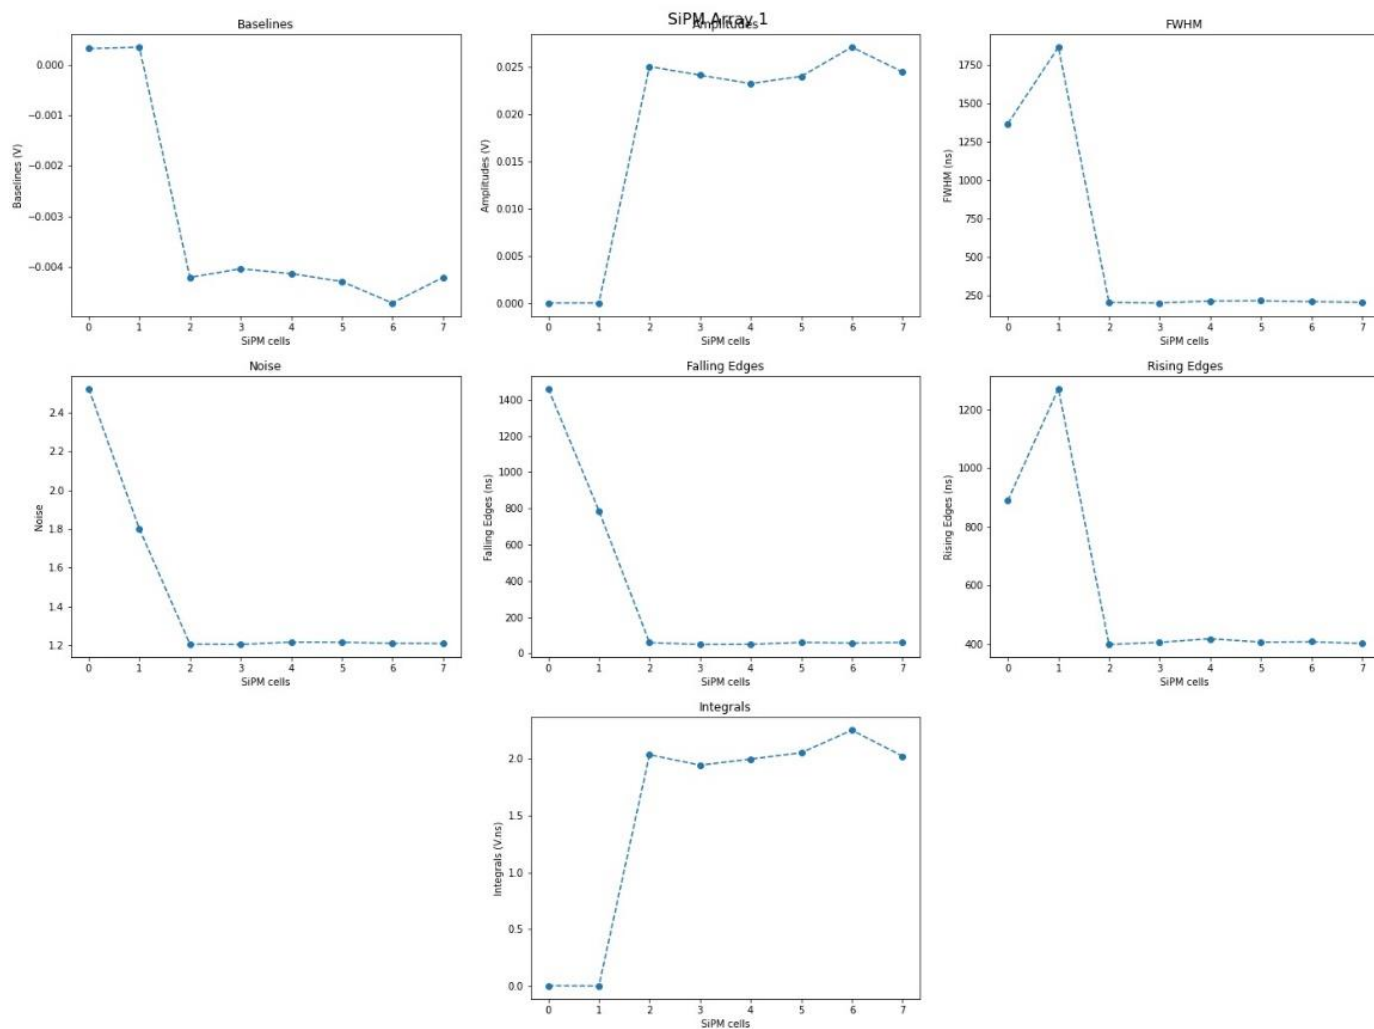 SiPM Array 1
Baselines
Baselines (V)
0.000
−0.001
−0.002
−0.003
−0.004
0 1 2 3 4 5 6 7
SiPM cells
Amplitudes
Amplitudes (V)
0.025
0.020
0.015
0.010
0.005
0.000
0 1 2 3 4 5 6 7
SiPM cells
FWHM
FWHM (ns)
1750
1500
1250
1000
750
500
250
0 1 2 3 4 5 6 7
SiPM cells
Noise
Noise
2.4
2.2
2.0
1.8
1.6
1.4
1.2
0 1 2 3 4 5 6 7
SiPM cells
Falling Edges
Falling Edges (ns)
1400
1200
1000
800
600
400
200
0
0 1 2 3 4 5 6 7
SiPM cells
Rising Edges
Rising Edges (ns)
1200
1000
800
600
400
0 1 2 3 4 5 6 7
SiPM cells
Integrals
Integrals (V.ns)
2.0
1.5
1.0
0.5
0.0
0 1 2 3 4 5 6 7
SiPM cells